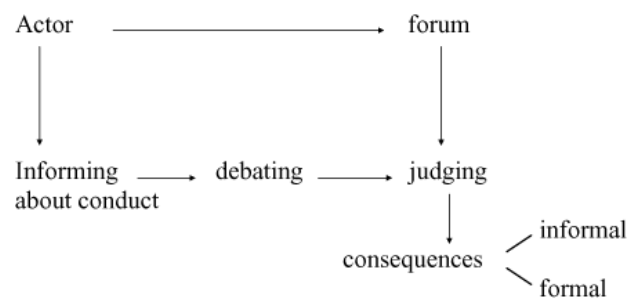 Actor
forum
Informing
about conduct
debating
judging
consequences
informal
formal